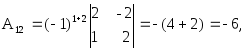 A₁₂ = (-1)¹⁺² |2 -2; 1 2| = -(4+2) = -6,